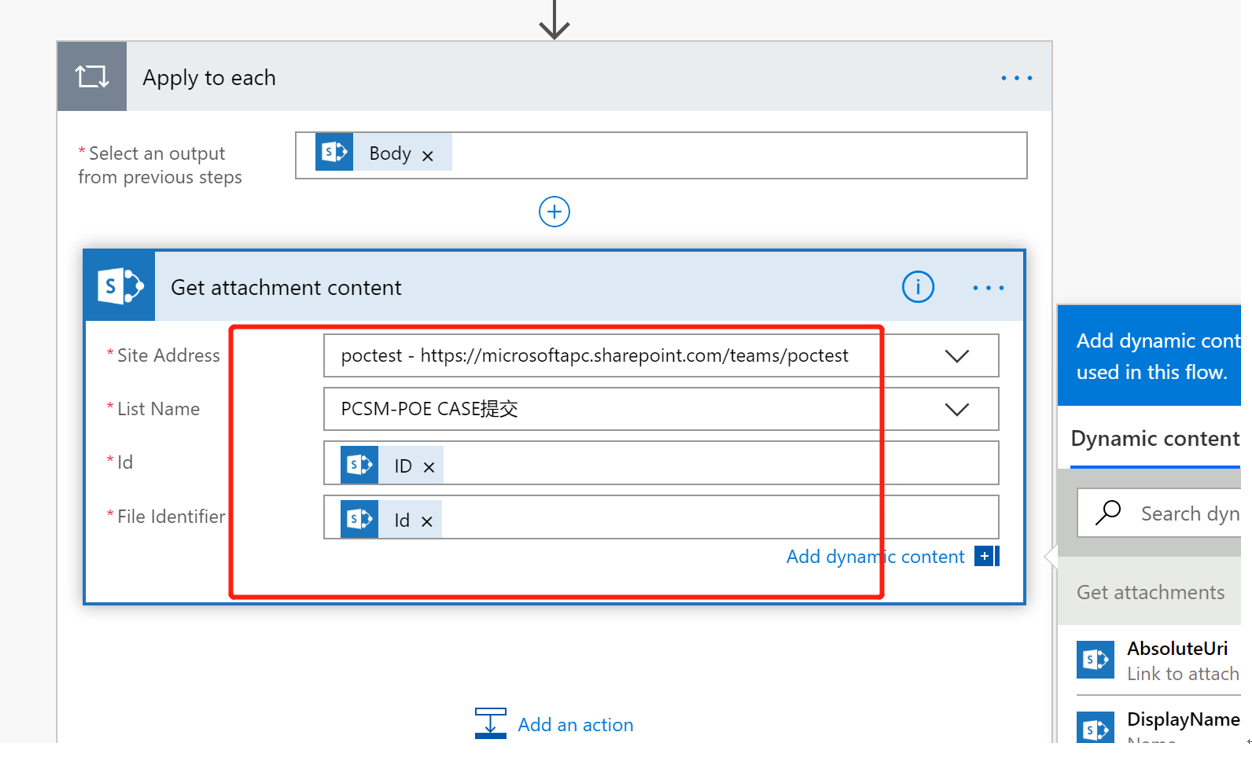 Apply to each
* Select an output
from previous steps
Body ×
Get attachment content
* Site Address
poctest - https://microsoftapc.sharepoint.com/teams/poctest
* List Name
PCSM-POE CASE提交
* Id
ID ×
* File Identifier
Id ×
Add dynamic content
Add an action
Add dynamic cont
used in this flow.
Dynamic content
Search dyn
Get attachments
AbsoluteUri
Link to attach
DisplayName